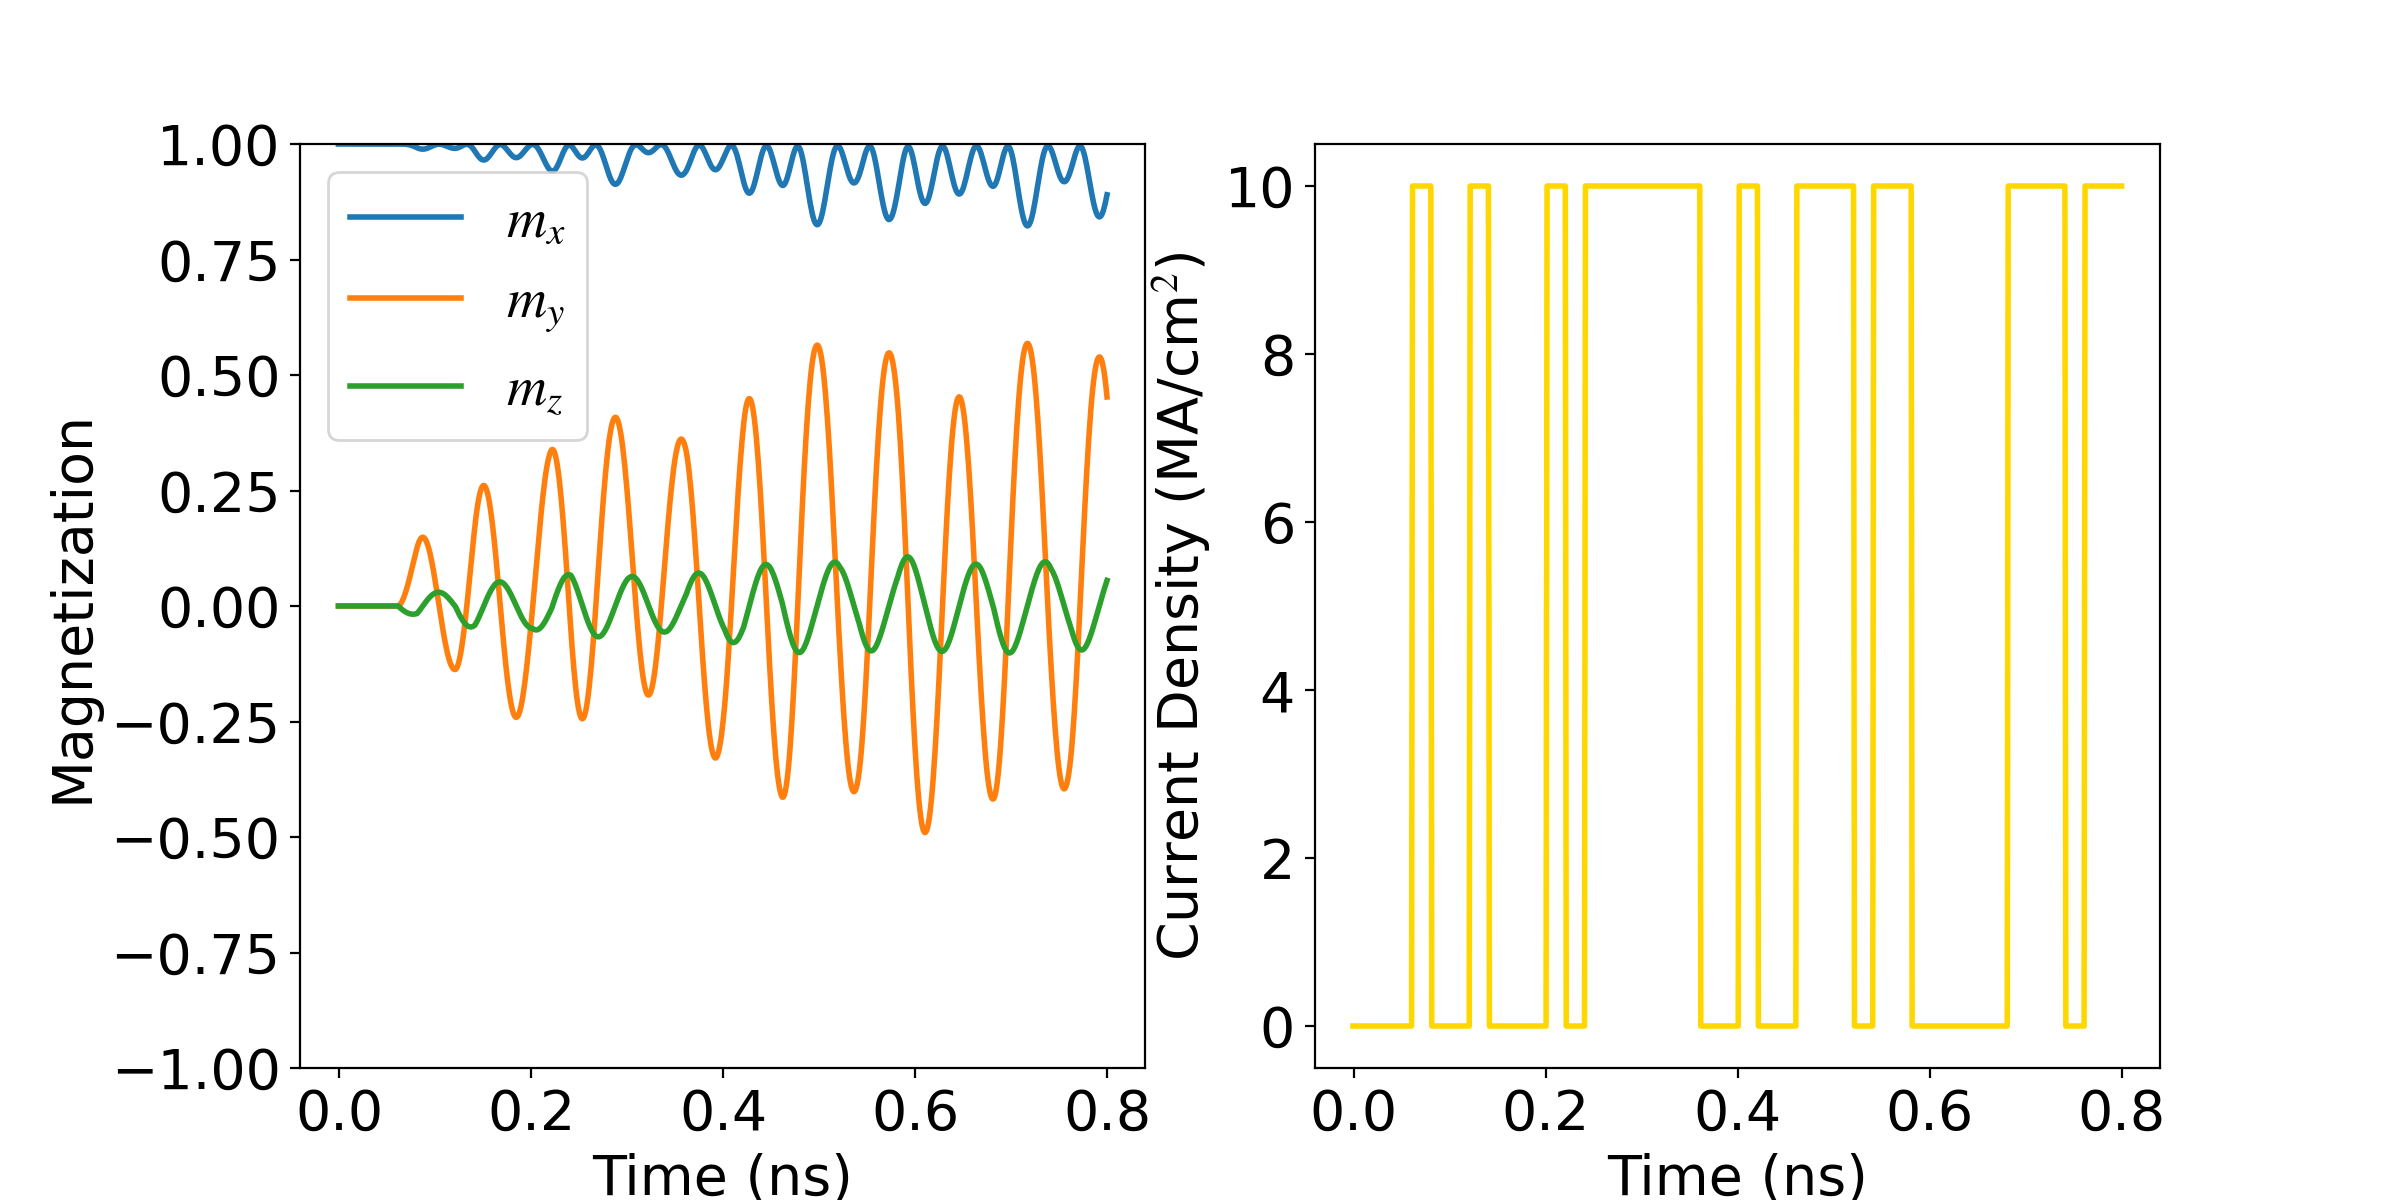 1.00
0.75
0.50
0.25
0.00
−0.25
−0.50
−0.75
−1.00
Magnetization
m_x
m_y
m_z
0.0 0.2 0.4 0.6 0.8
Time (ns)
10
8
6
4
2
0
Current Density (MA/cm²)
0.0 0.2 0.4 0.6 0.8
Time (ns)